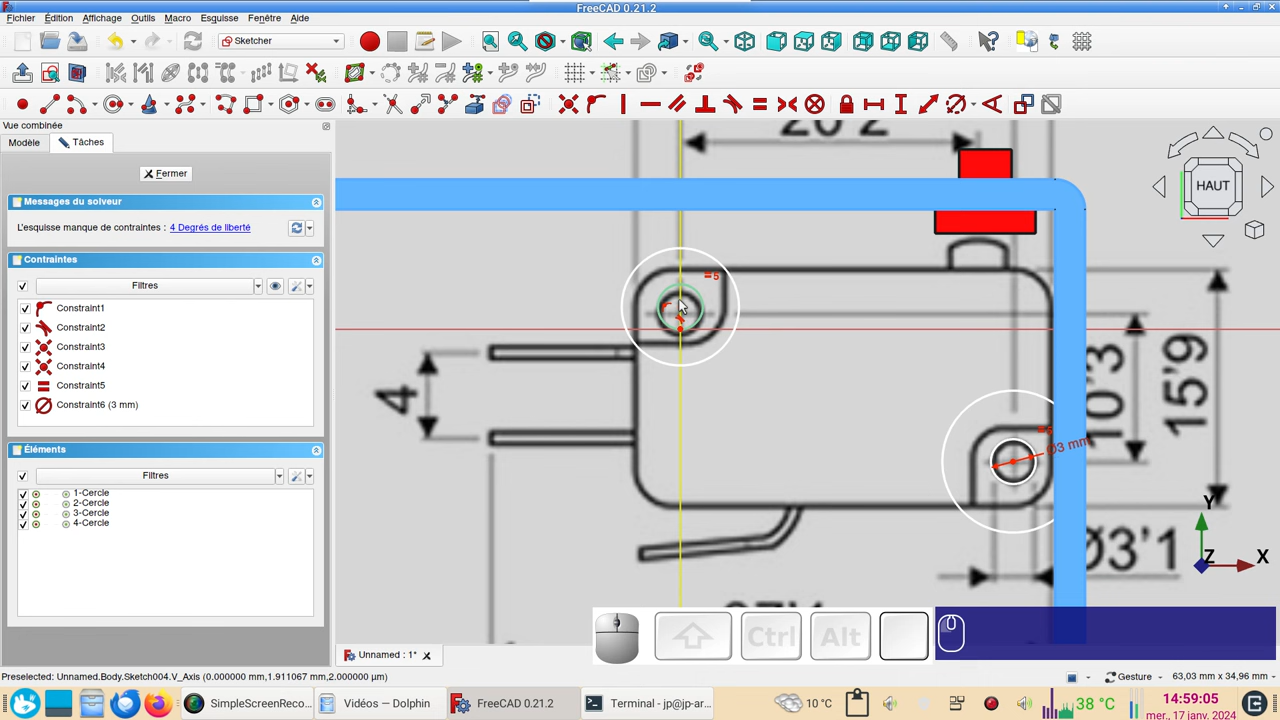 FreeCAD 0.21.2
Fichier Édition Affichage Outils Macro Esquisse Fenêtre Aide
Sketcher
Vue combinée
Modèle Tâches
Fermer
Messages du solveur
L'esquisse manque de contraintes : 4 Degrés de liberté
Contraintes
Filtres
Constraint1
Constraint2
Constraint3
Constraint4
Constraint5
Constraint6 (3 mm)
Éléments
Filtres
1-Cercle
2-Cercle
3-Cercle
4-Cercle
20'2
HAUT
5
4
10'3
15'9
Ø3 mm
Ø3'1
Y
Z
X
Ctrl
Alt
Unnamed : 1*
Preselected: Unnamed.Body.Sketch004.V_Axis (0.000000 mm, 1.911067 mm, 2.000000 µm)
Gesture
63,03 mm x 34,96 mm
SimpleScreenReco...
Vidéos — Dolphin
FreeCAD 0.21.2
Terminal - jp@jp-ar...
10 °C
38 °C
14:59:05
mer., 17 janv. 2024